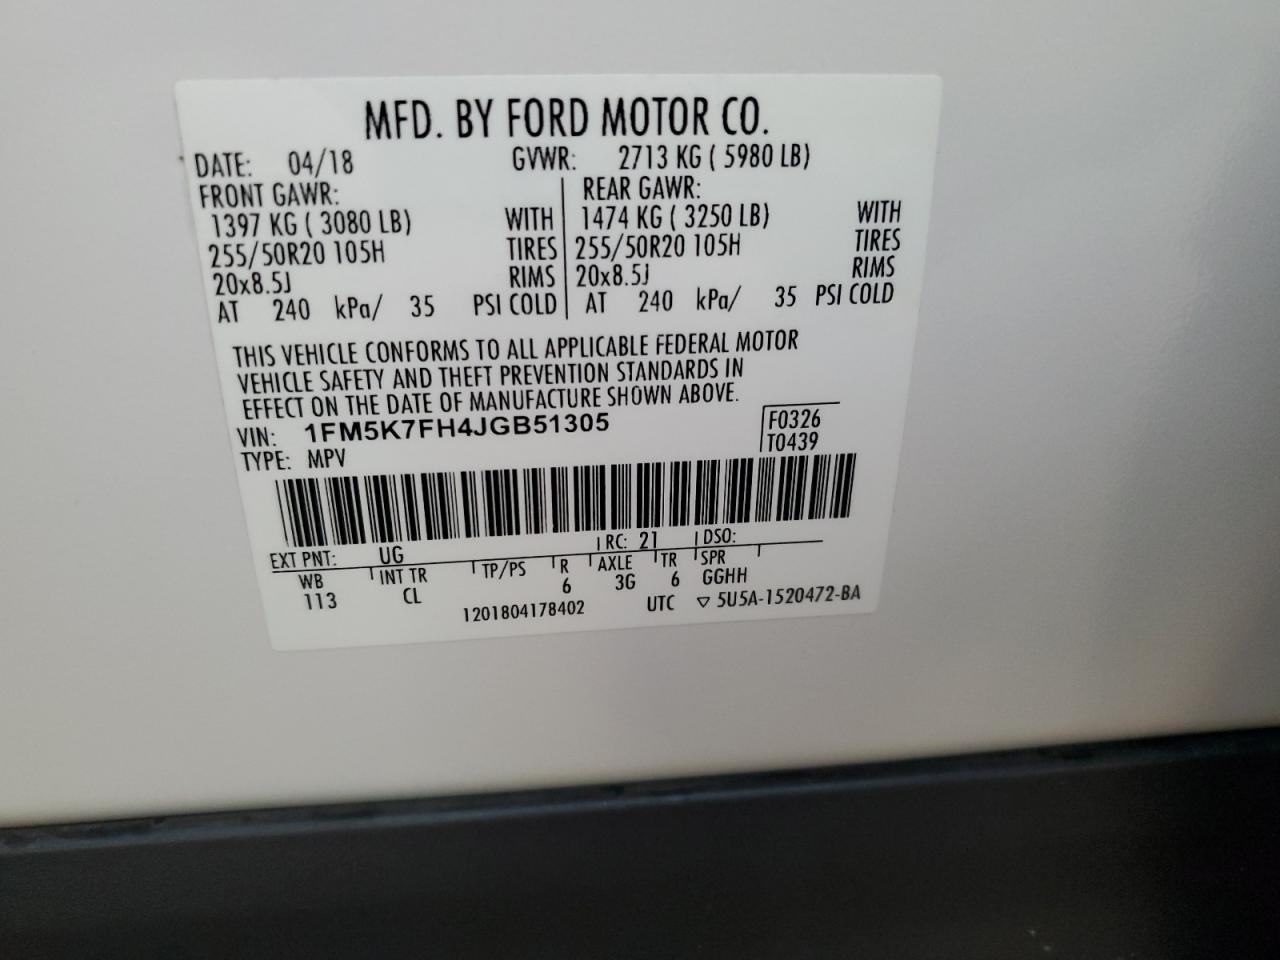 MFD. BY FORD MOTOR CO.
DATE: 04/18 GVWR: 2713 KG ( 5980 LB)
FRONT GAWR: REAR GAWR:
1397 KG ( 3080 LB) WITH 1474 KG ( 3250 LB) WITH
255/50R20 105H TIRES 255/50R20 105H TIRES
20x8.5J RIMS 20x8.5J RIMS
AT 240 kPa/ 35 PSI COLD AT 240 kPa/ 35 PSI COLD
THIS VEHICLE CONFORMS TO ALL APPLICABLE FEDERAL MOTOR
VEHICLE SAFETY AND THEFT PREVENTION STANDARDS IN
EFFECT ON THE DATE OF MANUFACTURE SHOWN ABOVE.
VIN: 1FM5K7FH4JGB51305 F0326
TYPE: MPV T0439
EXT PNT: UG RC: 21 DSO:
WB INT TR TP/PS R AXLE TR SPR
113 CL 6 3G 6 GGHH
1201804178402 UTC ▽ 5U5A-1520472-BA